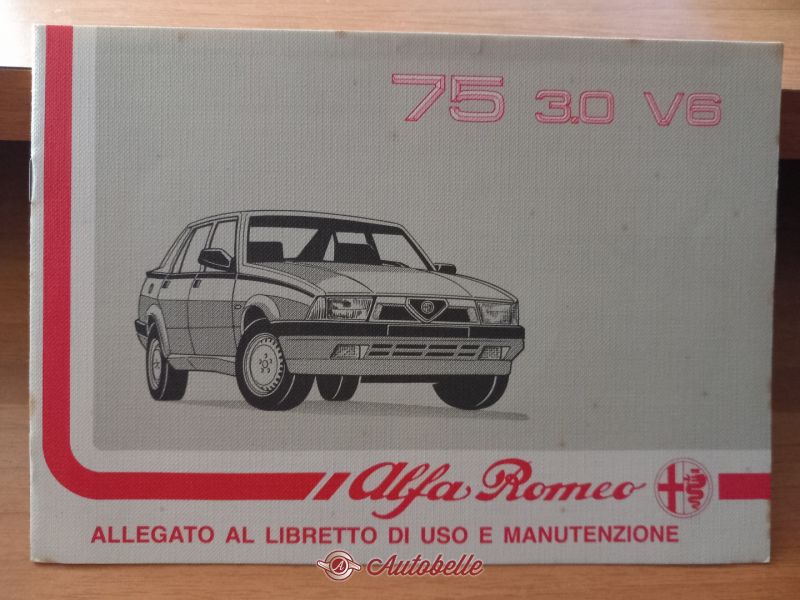 75 3.0 V6
Alfa Romeo
ALLEGATO AL LIBRETTO DI USO E MANUTENZIONE
A Autobelle